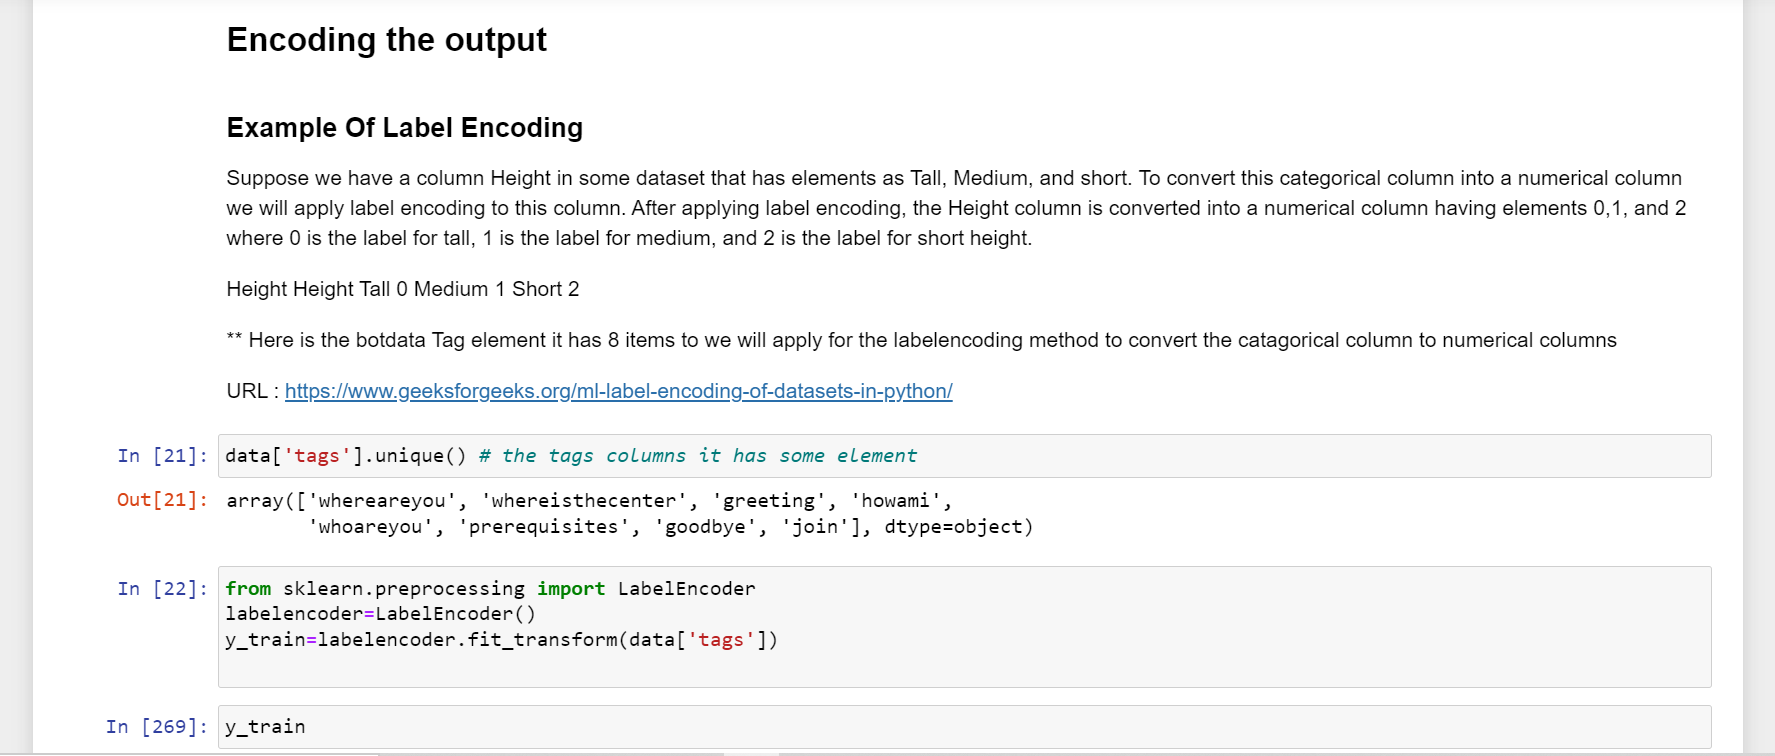 Encoding the output
Example Of Label Encoding
Suppose we have a column Height in some dataset that has elements as Tall, Medium, and short. To convert this categorical column into a numerical column
we will apply label encoding to this column. After applying label encoding, the Height column is converted into a numerical column having elements 0,1, and 2
where 0 is the label for tall, 1 is the label for medium, and 2 is the label for short height.
Height Height Tall 0 Medium 1 Short 2
** Here is the botdata Tag element it has 8 items to we will apply for the labelencoding method to convert the catagorical column to numerical columns
URL : https://www.geeksforgeeks.org/ml-label-encoding-of-datasets-in-python/
In [21]: data['tags'].unique() # the tags columns it has some element
Out[21]: array(['whereareyou', 'whereisthecenter', 'greeting', 'howami',
'whoareyou', 'prerequisites', 'goodbye', 'join'], dtype=object)
In [22]: from sklearn.preprocessing import LabelEncoder
labelencoder=LabelEncoder()
y_train=labelencoder.fit_transform(data['tags'])
In [269]: y_train